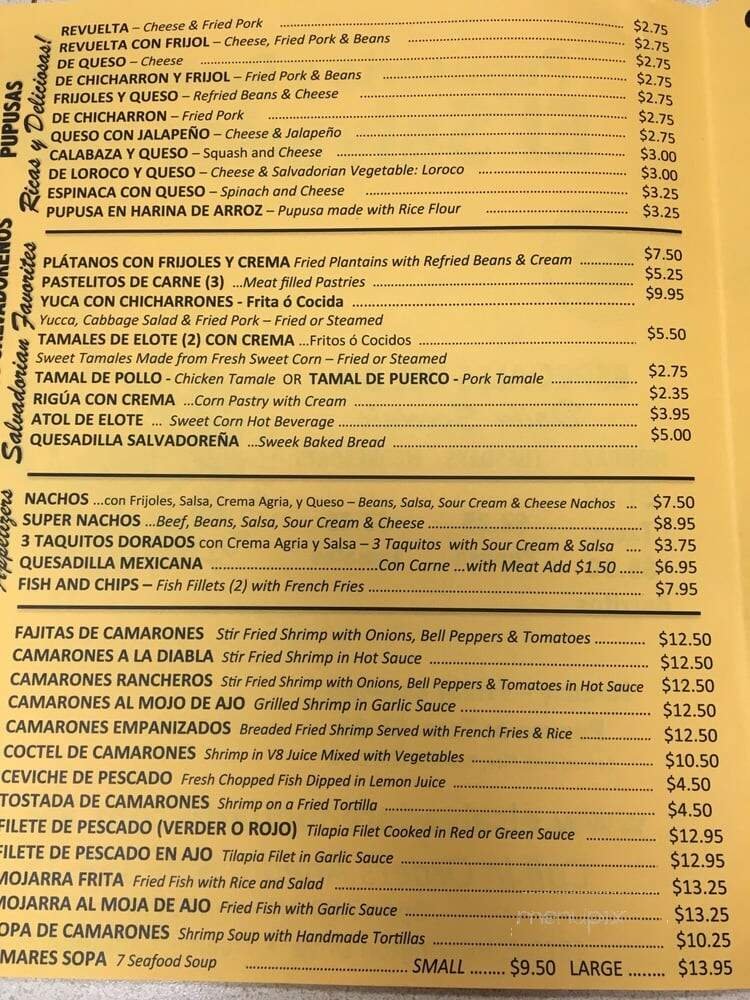 PUPUSAS
Ricas y Deliciosas!
REVUELTA – Cheese & Fried Pork $2.75
REVUELTA CON FRIJOL – Cheese, Fried Pork & Beans $2.75
DE QUESO – Cheese $2.75
DE CHICHARRON Y FRIJOL – Fried Pork & Beans $2.75
FRIJOLES Y QUESO – Refried Beans & Cheese $2.75
DE CHICHARRON – Fried Pork $2.75
QUESO CON JALAPEÑO – Cheese & Jalapeño $2.75
CALABAZA Y QUESO – Squash and Cheese $3.00
DE LOROCO Y QUESO – Cheese & Salvadorian Vegetable: Loroco $3.00
ESPINACA CON QUESO – Spinach and Cheese $3.25
PUPUSA EN HARINA DE ARROZ – Pupusa made with Rice Flour $3.25
Salvadorian Favorites
PLÁTANOS CON FRIJOLES Y CREMA Fried Plantains with Refried Beans & Cream $7.50
PASTELITOS DE CARNE (3) ...Meat filled Pastries $5.25
YUCA CON CHICHARRONES - Frita ó Cocida $9.95
Yucca, Cabbage Salad & Fried Pork – Fried or Steamed
TAMALES DE ELOTE (2) CON CREMA ...Fritos ó Cocidos $5.50
Sweet Tamales Made from Fresh Sweet Corn – Fried or Steamed
TAMAL DE POLLO - Chicken Tamale OR TAMAL DE PUERCO - Pork Tamale $2.75
RIGÚA CON CREMA ...Corn Pastry with Cream $2.35
ATOL DE ELOTE ... Sweet Corn Hot Beverage $3.95
QUESADILLA SALVADOREÑA ...Sweek Baked Bread $5.00
Appetizers
NACHOS ...con Frijoles, Salsa, Crema Agria, y Queso – Beans, Salsa, Sour Cream & Cheese Nachos ... $7.50
SUPER NACHOS ...Beef, Beans, Salsa, Sour Cream & Cheese $8.95
3 TAQUITOS DORADOS con Crema Agria y Salsa – 3 Taquitos with Sour Cream & Salsa .... $3.75
QUESADILLA MEXICANA ...Con Carne ...with Meat Add $1.50 ...... $6.95
FISH AND CHIPS – Fish Fillets (2) with French Fries $7.95
FAJITAS DE CAMARONES Stir Fried Shrimp with Onions, Bell Peppers & Tomatoes $12.50
CAMARONES A LA DIABLA Stir Fried Shrimp in Hot Sauce $12.50
CAMARONES RANCHEROS Stir Fried Shrimp with Onions, Bell Peppers & Tomatoes in Hot Sauce $12.50
CAMARONES AL MOJO DE AJO Grilled Shrimp in Garlic Sauce $12.50
CAMARONES EMPANIZADOS Breaded Fried Shrimp Served with French Fries & Rice $12.50
COCTEL DE CAMARONES Shrimp in V8 Juice Mixed with Vegetables $10.50
CEVICHE DE PESCADO Fresh Chopped Fish Dipped in Lemon Juice $4.50
TOSTADA DE CAMARONES Shrimp on a Fried Tortilla $4.50
FILETE DE PESCADO (VERDER O ROJO) Tilapia Filet Cooked in Red or Green Sauce $12.95
FILETE DE PESCADO EN AJO Tilapia Filet in Garlic Sauce $12.95
MOJARRA FRITA Fried Fish with Rice and Salad $13.25
MOJARRA AL MOJA DE AJO Fried Fish with Garlic Sauce $13.25
OPA DE CAMARONES Shrimp Soup with Handmade Tortillas $10.25
MARES SOPA 7 Seafood Soup SMALL ........ $9.50 LARGE ........ $13.95
menupix